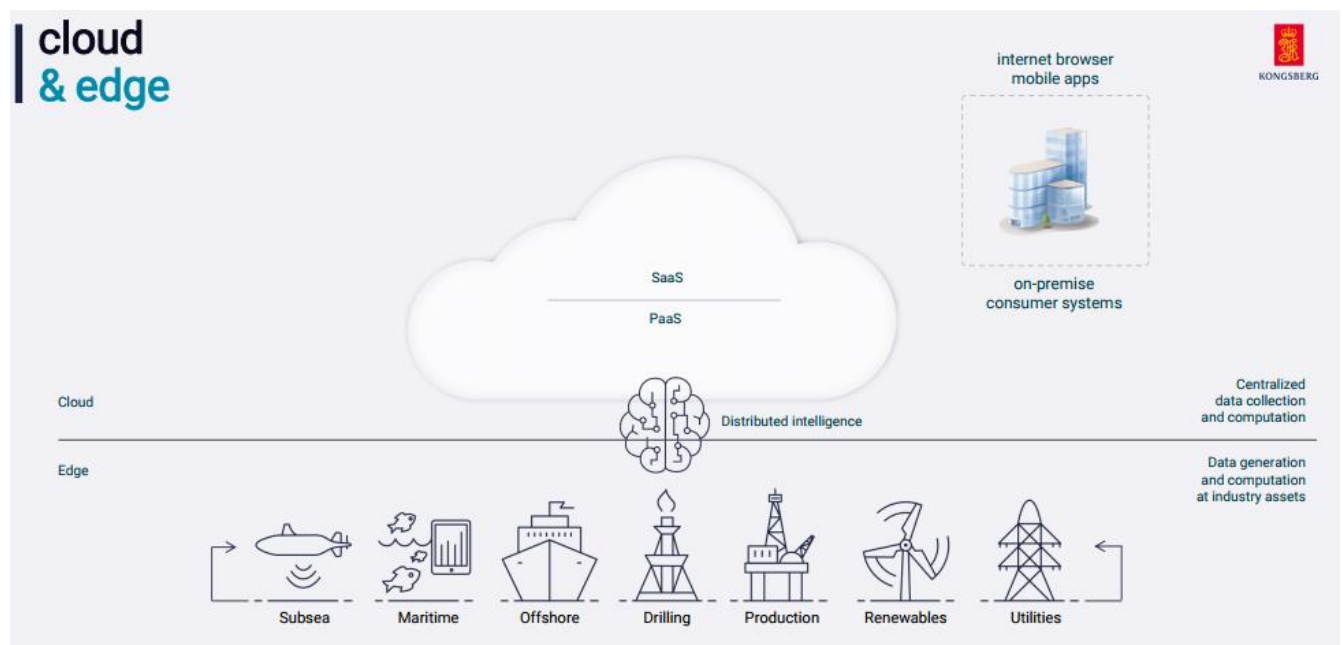 cloud
& edge
internet browser
mobile apps
KONGSBERG
SaaS
PaaS
on-premise
consumer systems
Cloud
Distributed intelligence
Centralized
data collection
and computation
Edge
Data generation
and computation
at industry assets
Subsea
Maritime
Offshore
Drilling
Production
Renewables
Utilities